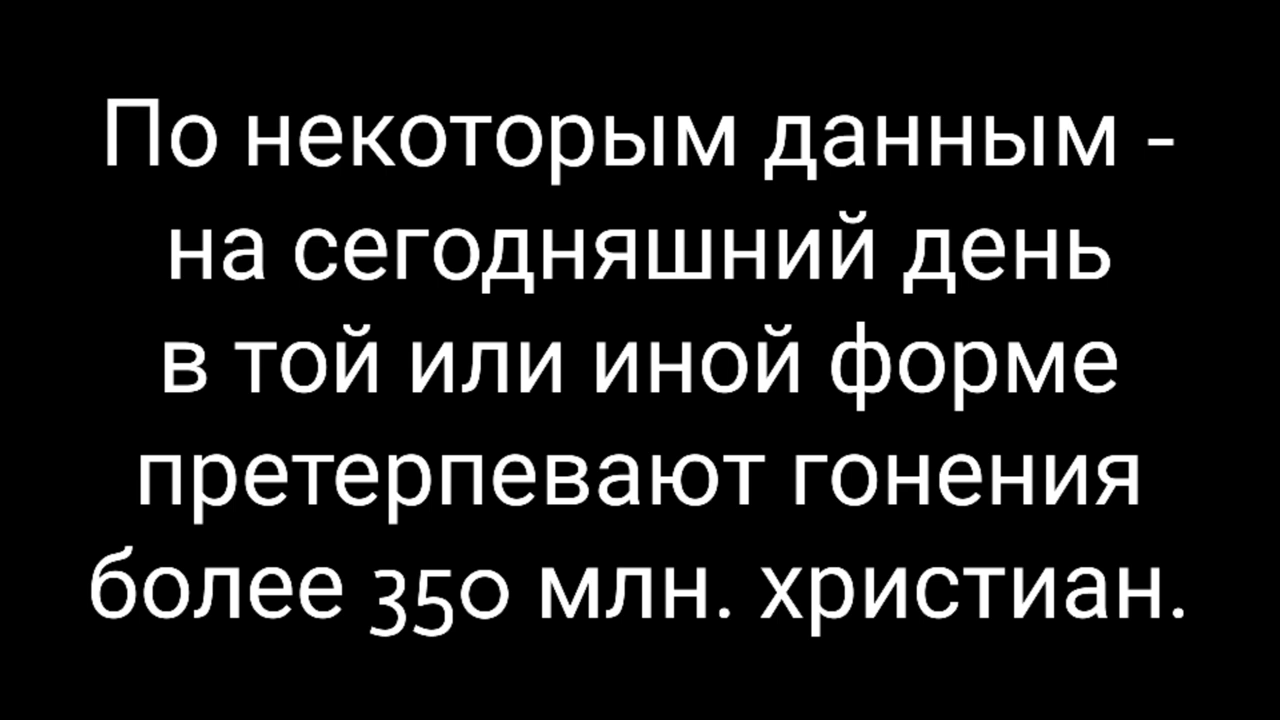 По некоторым данным -
на сегодняшний день
в той или иной форме
претерпевают гонения
более 350 млн. христиан.